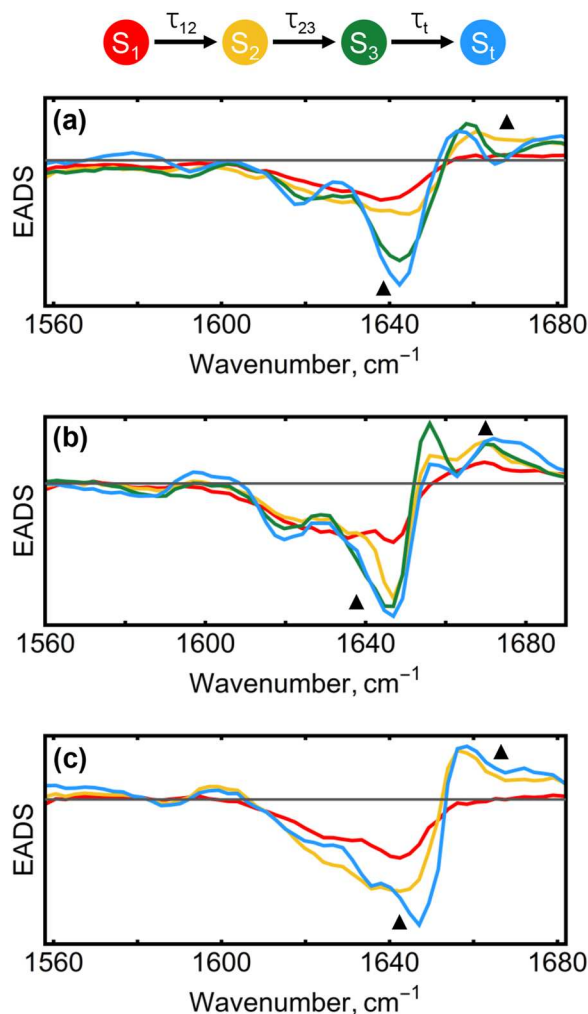 τ₁₂ τ₂₃ τₜ
S₁ S₂ S₃ Sₜ
(a)
EADS
1560 1600 1640 1680
Wavenumber, cm⁻¹
(b)
EADS
1560 1600 1640 1680
Wavenumber, cm⁻¹
(c)
EADS
1560 1600 1640 1680
Wavenumber, cm⁻¹